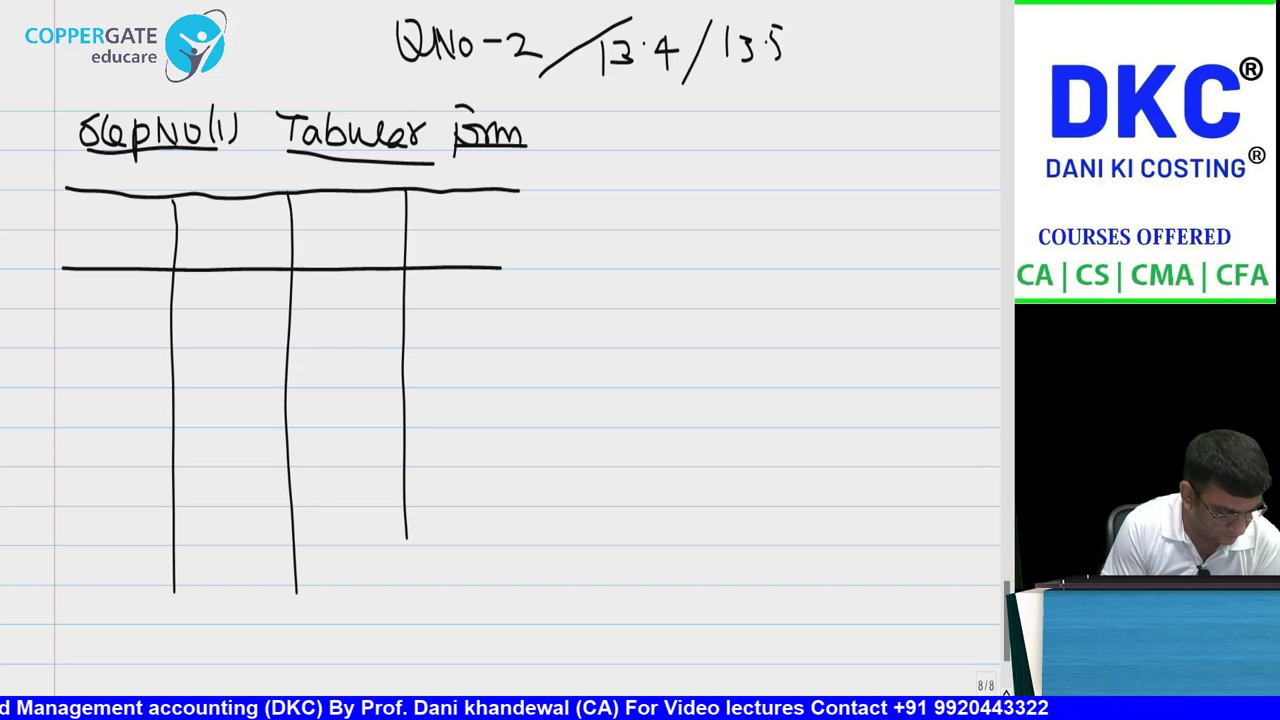 COPPERGATE
educare
QNo-2 / 13.4 / 13.5
Step No (1) Tabular form
DKC®
DANI KI COSTING®
COURSES OFFERED
CA | CS | CMA | CFA
8/8
d Management accounting (DKC) By Prof. Dani khandewal (CA) For Video lectures Contact +91 9920443322